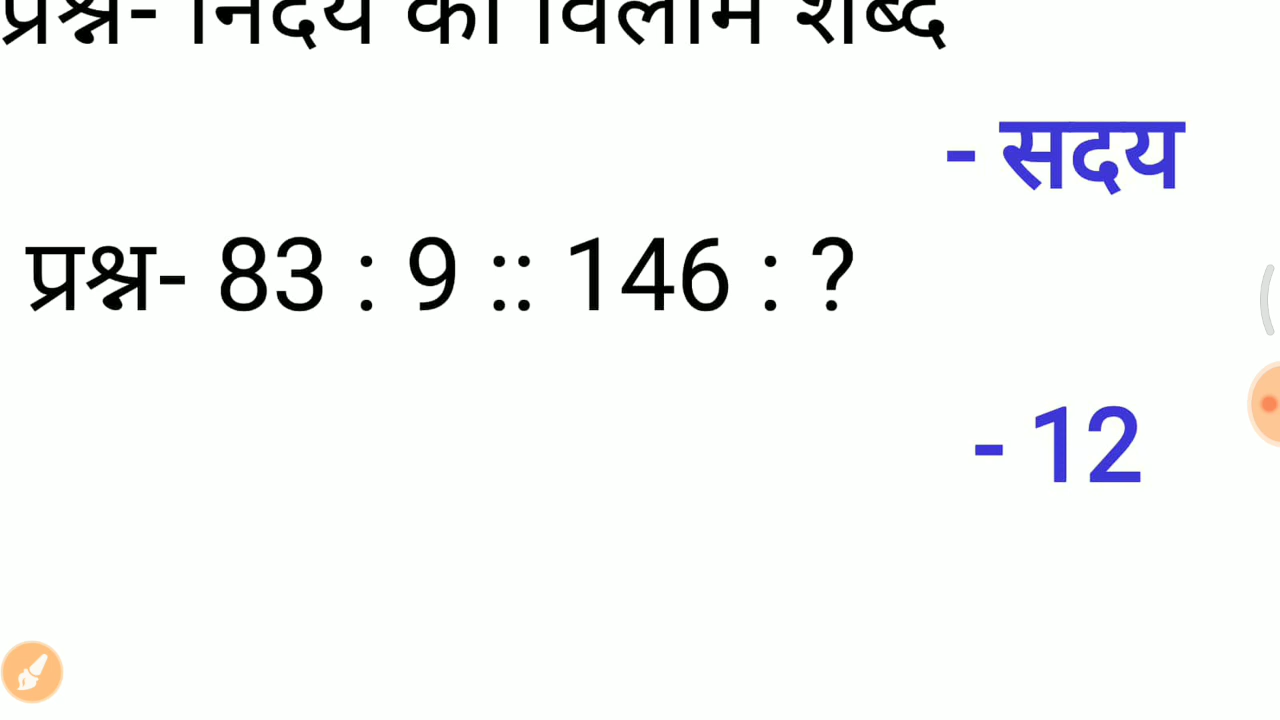 प्रश्न- निर्दय का विलोम शब्द
- सदय
प्रश्न- 83 : 9 :: 146 : ?
- 12